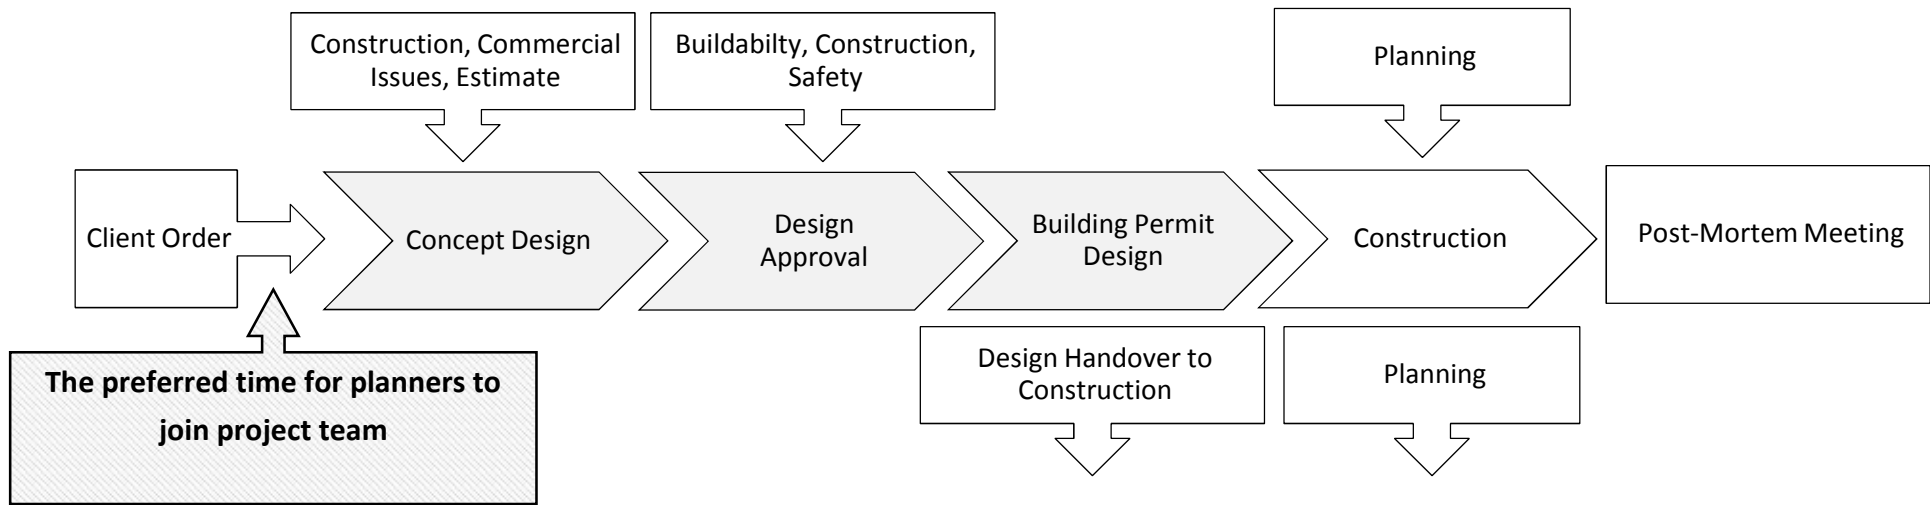 Construction, Commercial
Issues, Estimate
Buildabilty, Construction,
Safety
Planning
Client Order
Concept Design
Design
Approval
Building Permit
Design
Construction
Post-Mortem Meeting
The preferred time for planners to
join project team
Design Handover to
Construction
Planning